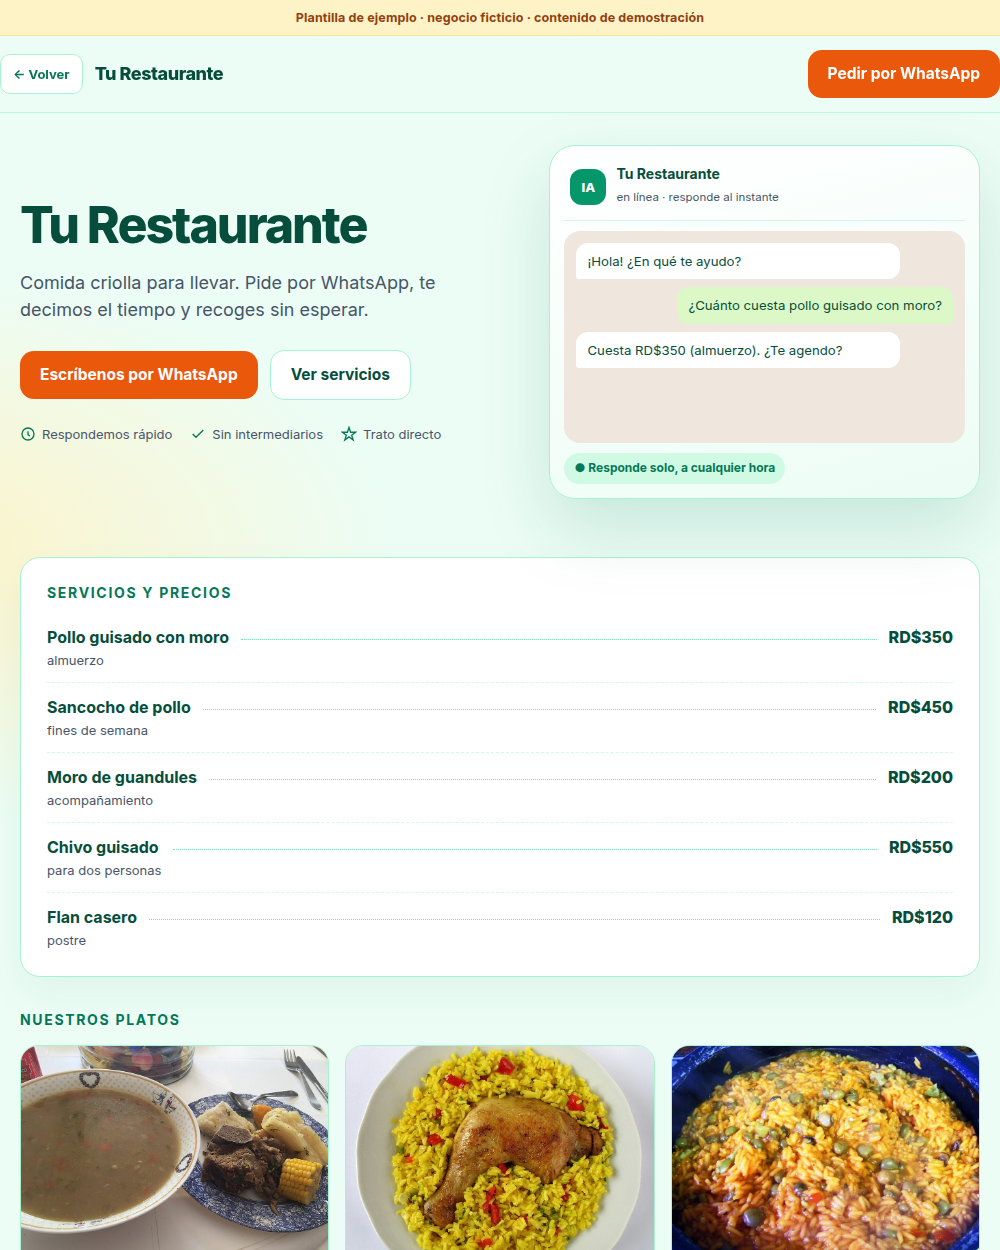 Plantilla de ejemplo · negocio ficticio · contenido de demostración
← Volver
Tu Restaurante
Pedir por WhatsApp
Tu Restaurante
Comida criolla para llevar. Pide por WhatsApp, te
decimos el tiempo y recoges sin esperar.
Escríbenos por WhatsApp
Ver servicios
Respondemos rápido
Sin intermediarios
Trato directo
IA
Tu Restaurante
en línea · responde al instante
¡Hola! ¿En qué te ayudo?
¿Cuánto cuesta pollo guisado con moro?
Cuesta RD$350 (almuerzo). ¿Te agendo?
● Responde solo, a cualquier hora
SERVICIOS Y PRECIOS
Pollo guisado con moro RD$350
almuerzo
Sancocho de pollo RD$450
fines de semana
Moro de guandules RD$200
acompañamiento
Chivo guisado RD$550
para dos personas
Flan casero RD$120
postre
NUESTROS PLATOS